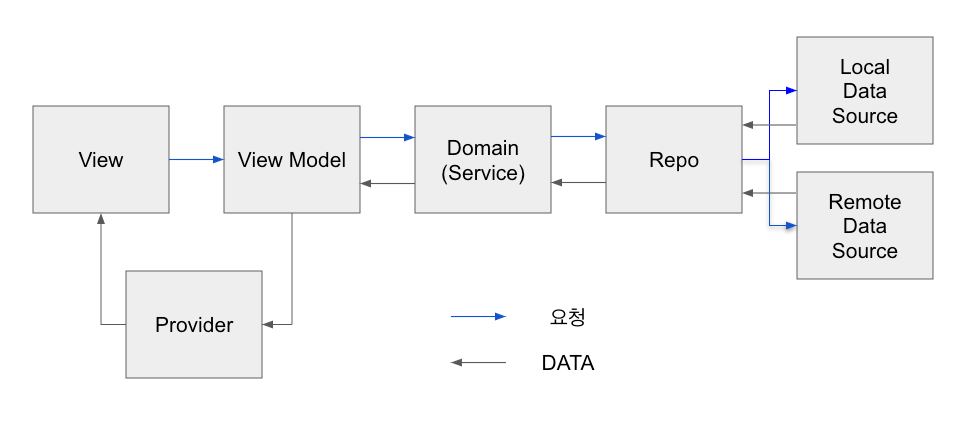 View
View Model
Domain
(Service)
Repo
Local
Data
Source
Remote
Data
Source
Provider
요청
DATA